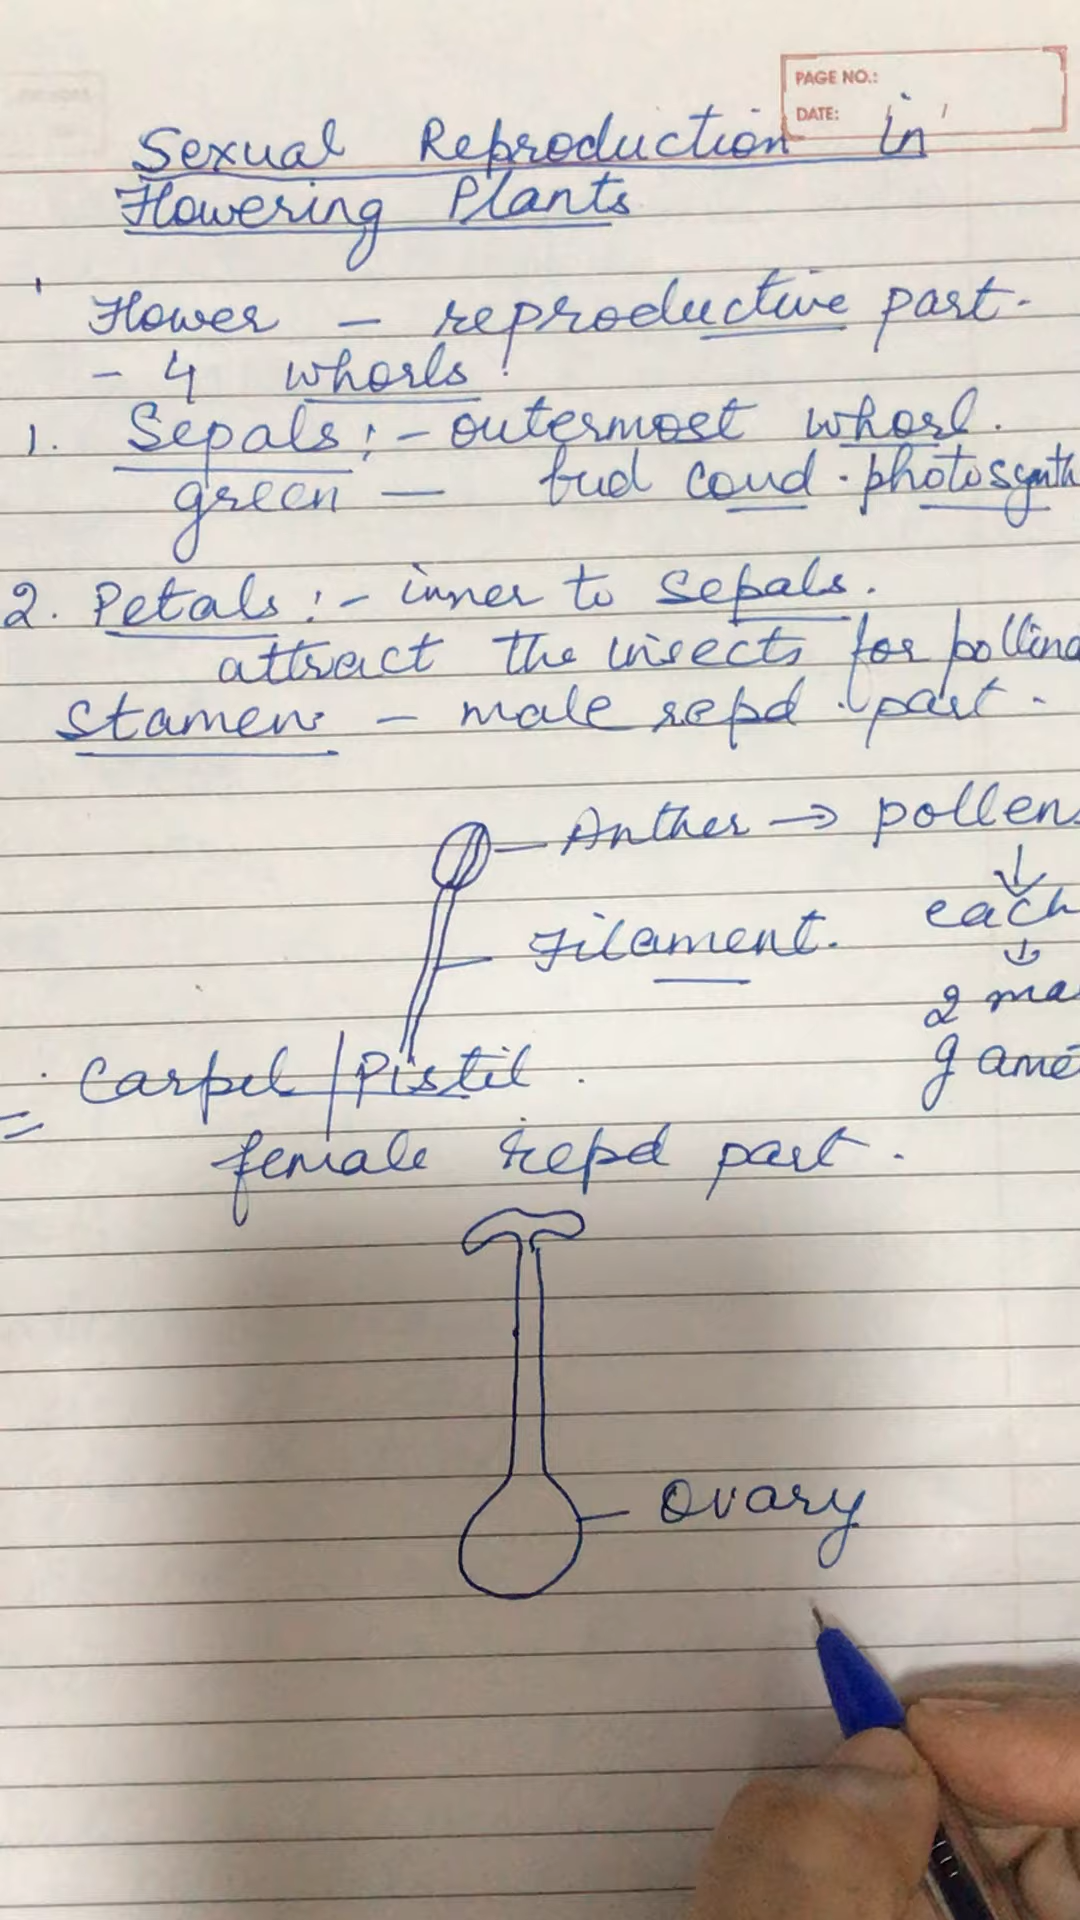 PAGE NO.:
DATE:
Sexual Reproduction in
Flowering Plants
Flower – reproductive part.
- 4 whorls
1. Sepals :- outermost whorl.
green — bud cond. photosynth
2. Petals :- inner to sepals.
attract the insects for pollina
Stamen - male repd. part.
Anther → pollen
↓
each
Filament.
↓
2 ma
game
Carpel/Pistil.
female repd part.
Ovary